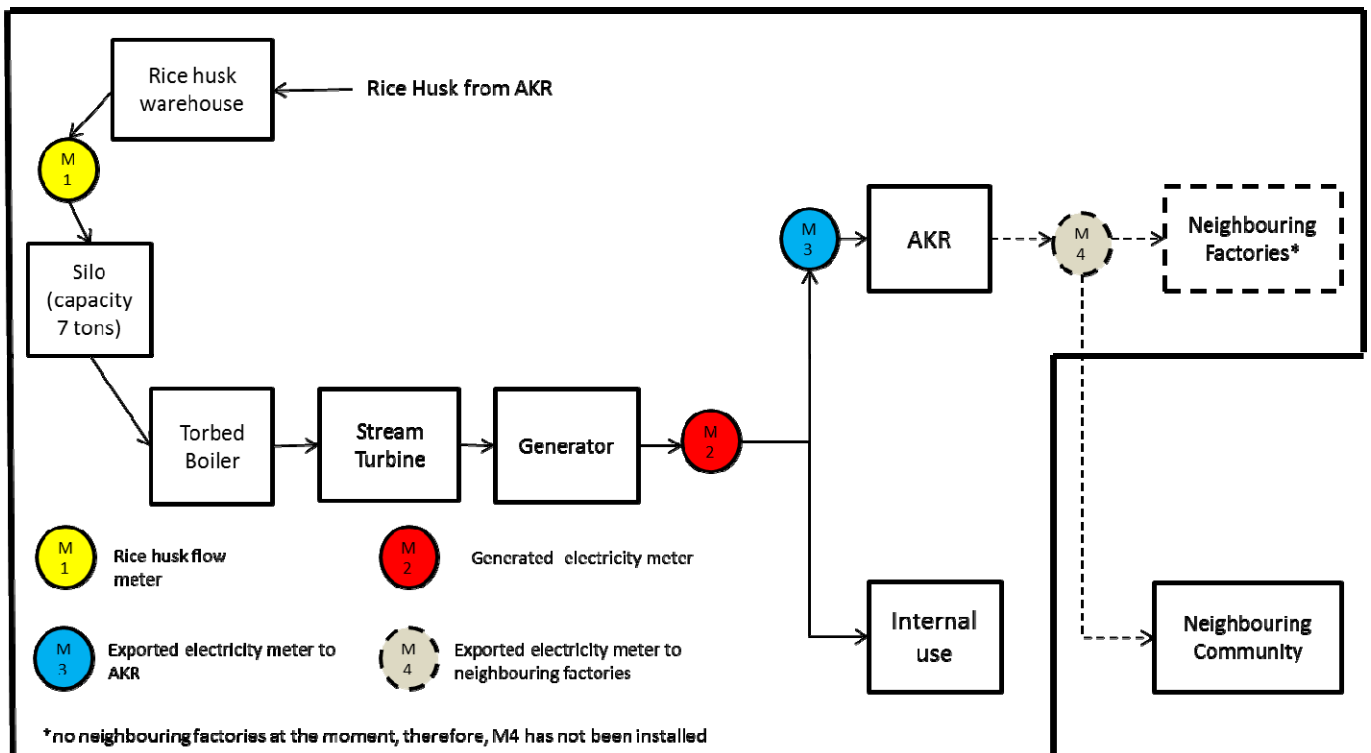 Rice husk
warehouse
Rice Husk from AKR
M
1
Silo
(capacity
7 tons)
Torbed
Boiler
Stream
Turbine
Generator
M
2
M
3
AKR
M
4
Neighbouring
Factories*
Internal
use
Neighbouring
Community
M
1
Rice husk flow
meter
M
2
Generated electricity meter
M
3
Exported electricity meter to
AKR
M
4
Exported electricity meter to
neighbouring factories
*no neighbouring factories at the moment, therefore, M4 has not been installed